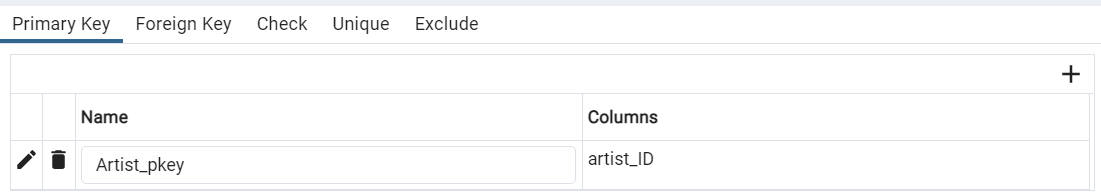 Primary Key Foreign Key Check Unique Exclude
Name Columns
Artist_pkey artist_ID